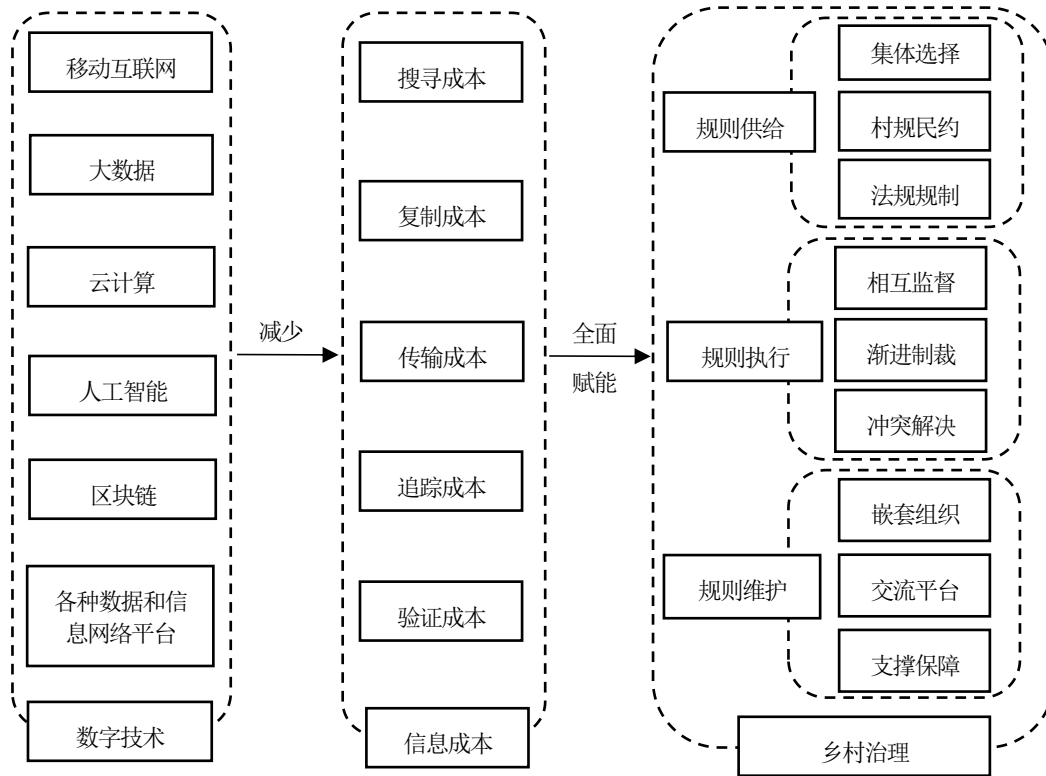 移动互联网
大数据
云计算
人工智能
区块链
各种数据和信
息网络平台
数字技术
减少
搜寻成本
复制成本
传输成本
追踪成本
验证成本
信息成本
全面
赋能
规则供给
集体选择
村规民约
法规规制
规则执行
相互监督
渐进制裁
冲突解决
规则维护
嵌套组织
交流平台
支撑保障
乡村治理